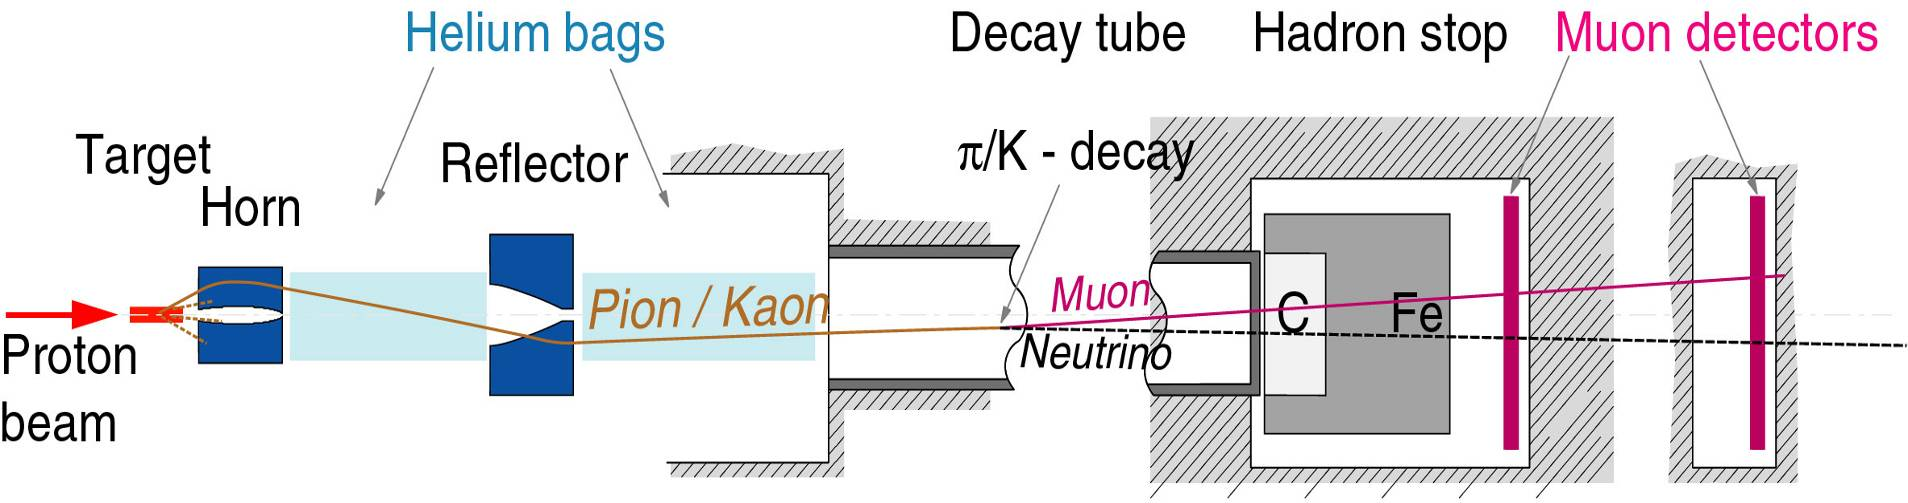 Helium bags
Decay tube
Hadron stop
Muon detectors
Target
Horn
Reflector
π/K - decay
Pion / Kaon
Muon
Neutrino
C
Fe
Proton
beam